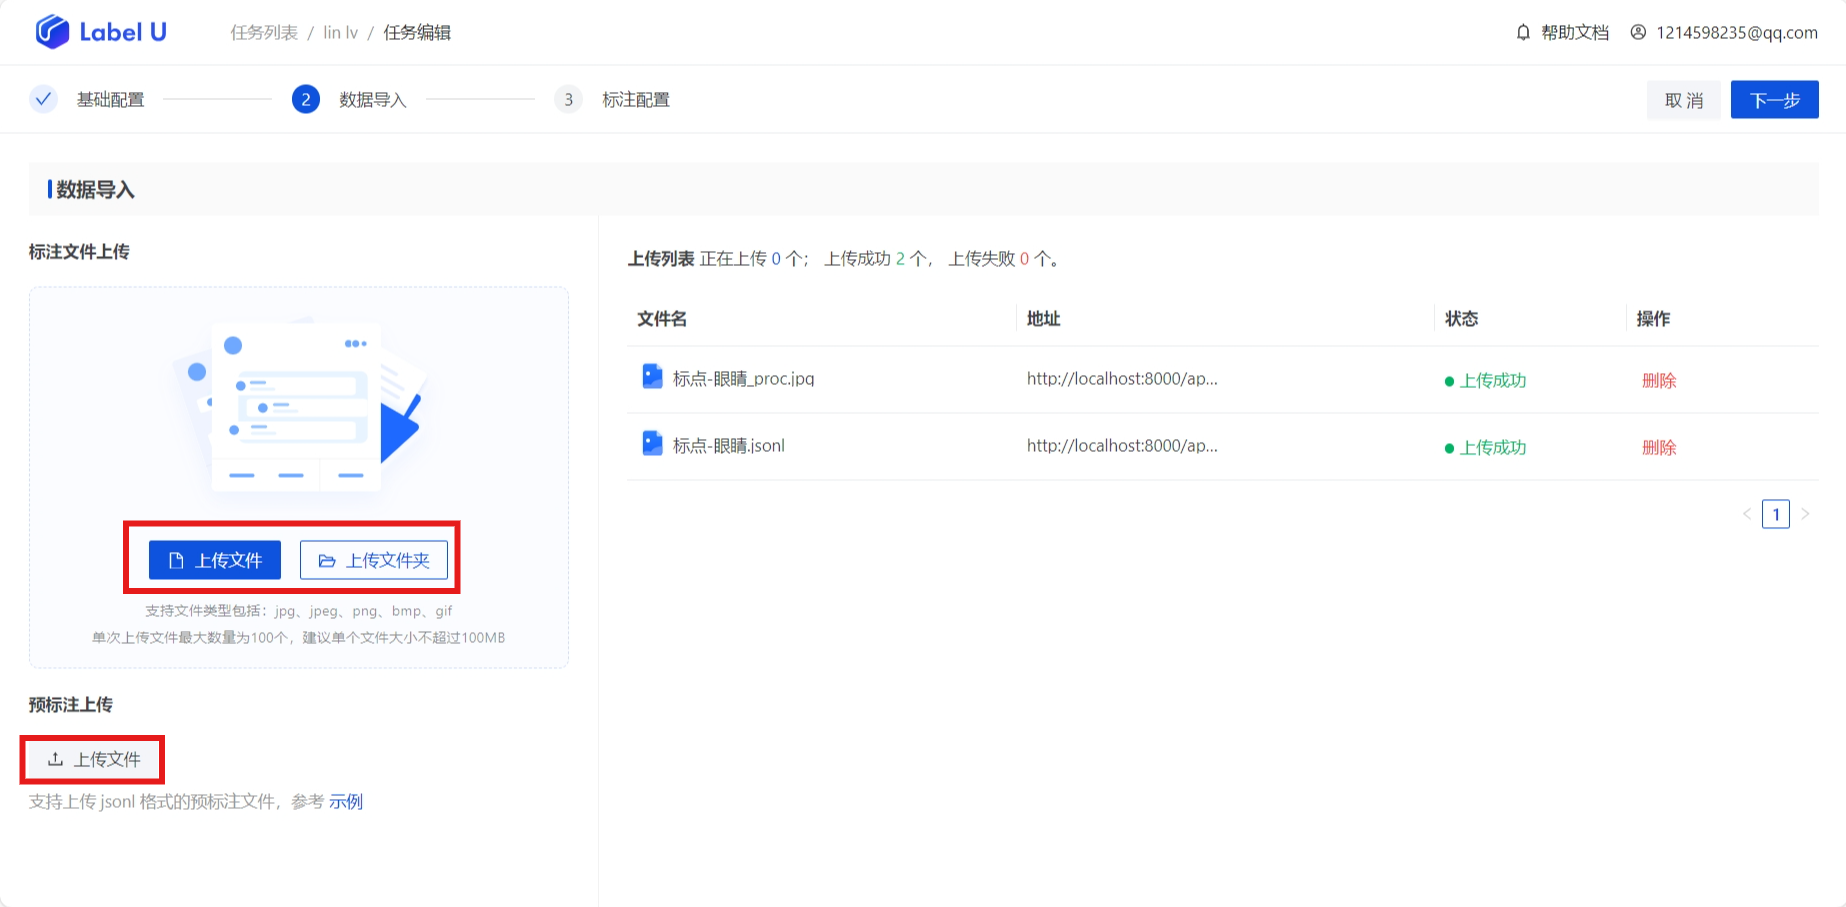 Label U
任务列表 / lin lv / 任务编辑
帮助文档
1214598235@qq.com
基础配置
2 数据导入
3 标注配置
取 消
下一步
数据导入
标注文件上传
上传文件
上传文件夹
支持文件类型包括：jpg、jpeg、png、bmp、gif
单次上传文件最大数量为100个，建议单个文件大小不超过100MB
预标注上传
上传文件
支持上传 jsonl 格式的预标注文件，参考 示例
上传列表 正在上传 0 个； 上传成功 2 个， 上传失败 0 个。
文件名 地址 状态 操作
标点-眼睛_proc.jpg http://localhost:8000/ap... 上传成功 删除
标点-眼睛.jsonl http://localhost:8000/ap... 上传成功 删除
< 1 >